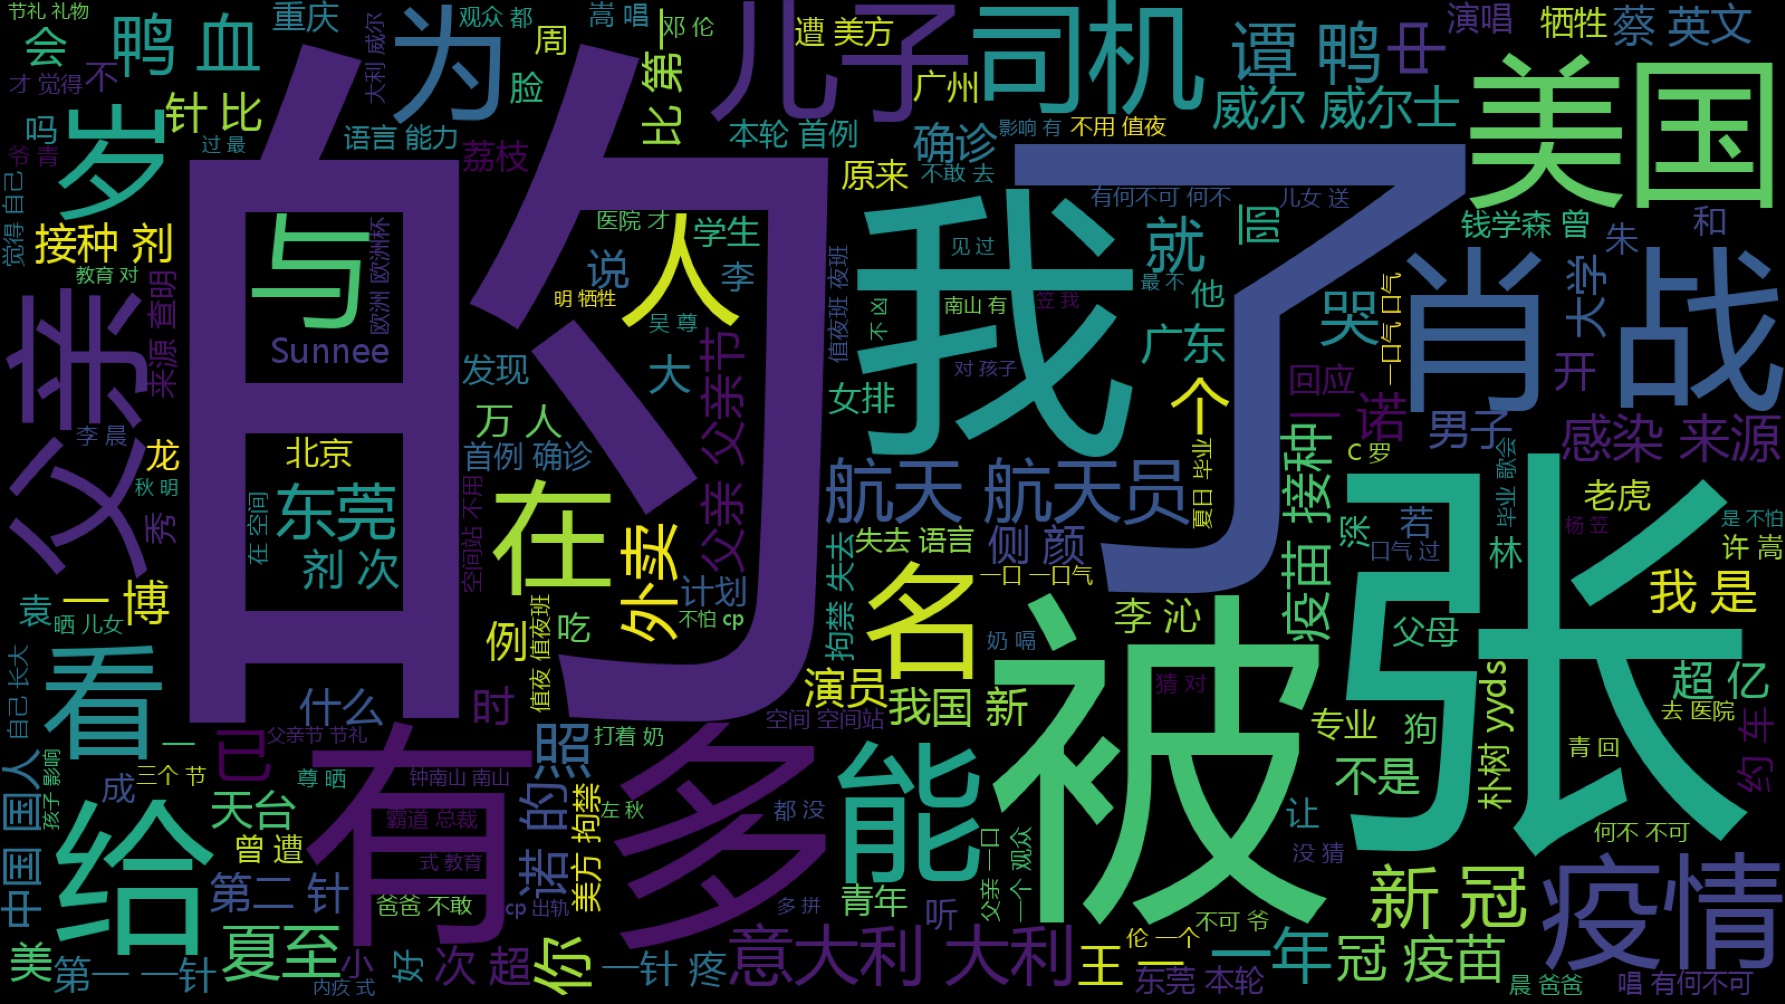 节礼 礼物
会
鸭 血
重庆
观众 都
嵩 唱
邓 伦
遭 美方
儿子
司机
谭 鸭
中
演唱
牺牲
蔡 英文
才 觉得
不
大利 威尔
为
周
脸
比 第一
广州
威尔 威尔士
美国
吗
岁
针 比
过 最
语言 能力
荔枝
本轮 首例
确诊
影响 有
不用 值夜
爷 青
觉得 自己
接种 剂
教育 对
的
与
欧洲 欧洲杯
Sunnee
医院 才
人
学生
说
李
明 牺牲
吴 尊
原来
不敢 去
我
了
有何不可 何不
儿女 送
就
回
最 不
他
钱学森 曾
朱
和
见 过
南山 有
笠 我
不 凶
对 孩子
值夜班 夜班
父亲
来源 查明
李 晨
龙
秋 明
秀
发现
大
万 人
首例 确诊
父亲 父亲节
女排
广东
个
哭
一口气 口气
肖战
大学
开
回应
一 诺
男子
感染 来源
北京
东莞
剂 次
在 空间
空间站 不用
在
外卖
航天 航天员
夏日 毕业
疫苗 接种
C 罗
毕业 歌会
老虎
杨 笠
是 不怕
许 嵩
深
若
口气 过
林
张
我 是
袁
晒 儿女
一 博
例
值夜 值夜班
吃
计划
不怕 cp
拘禁 失去
失去 语言
侧 颜
一口 一口气
名
奶 嗝
李 沁
父母
自己 长大
看
什么
时
演员
我国 新
空间 空间站
被
猜 对
朴树 yyds
超 亿
去 医院
专业
狗
青 回
约 车
不是
中国 国人
孩子 影响
一
三个 节
成
已
父亲节 节礼
尊 晒
天台
曾 遭
给
有
钟南山 南山
霸道 总裁
式 教育
爸爸 不敢
照
打着 奶
诺 的
美方 拘禁
左 秋
多
都 没
能
让
没 猜
何不 不可
第二 针
cp 出轨
多 拼
青年
听
父亲 一口
一个 观众
不可 爷
新 冠
疫情
美
第一 一针
夏至
小
内疚 式
好
次 超
你
一针 疼
意大利 大利
王 一
伦 一个
东莞 本轮
一年
冠 疫苗
晨 爸爸
唱 有何不可